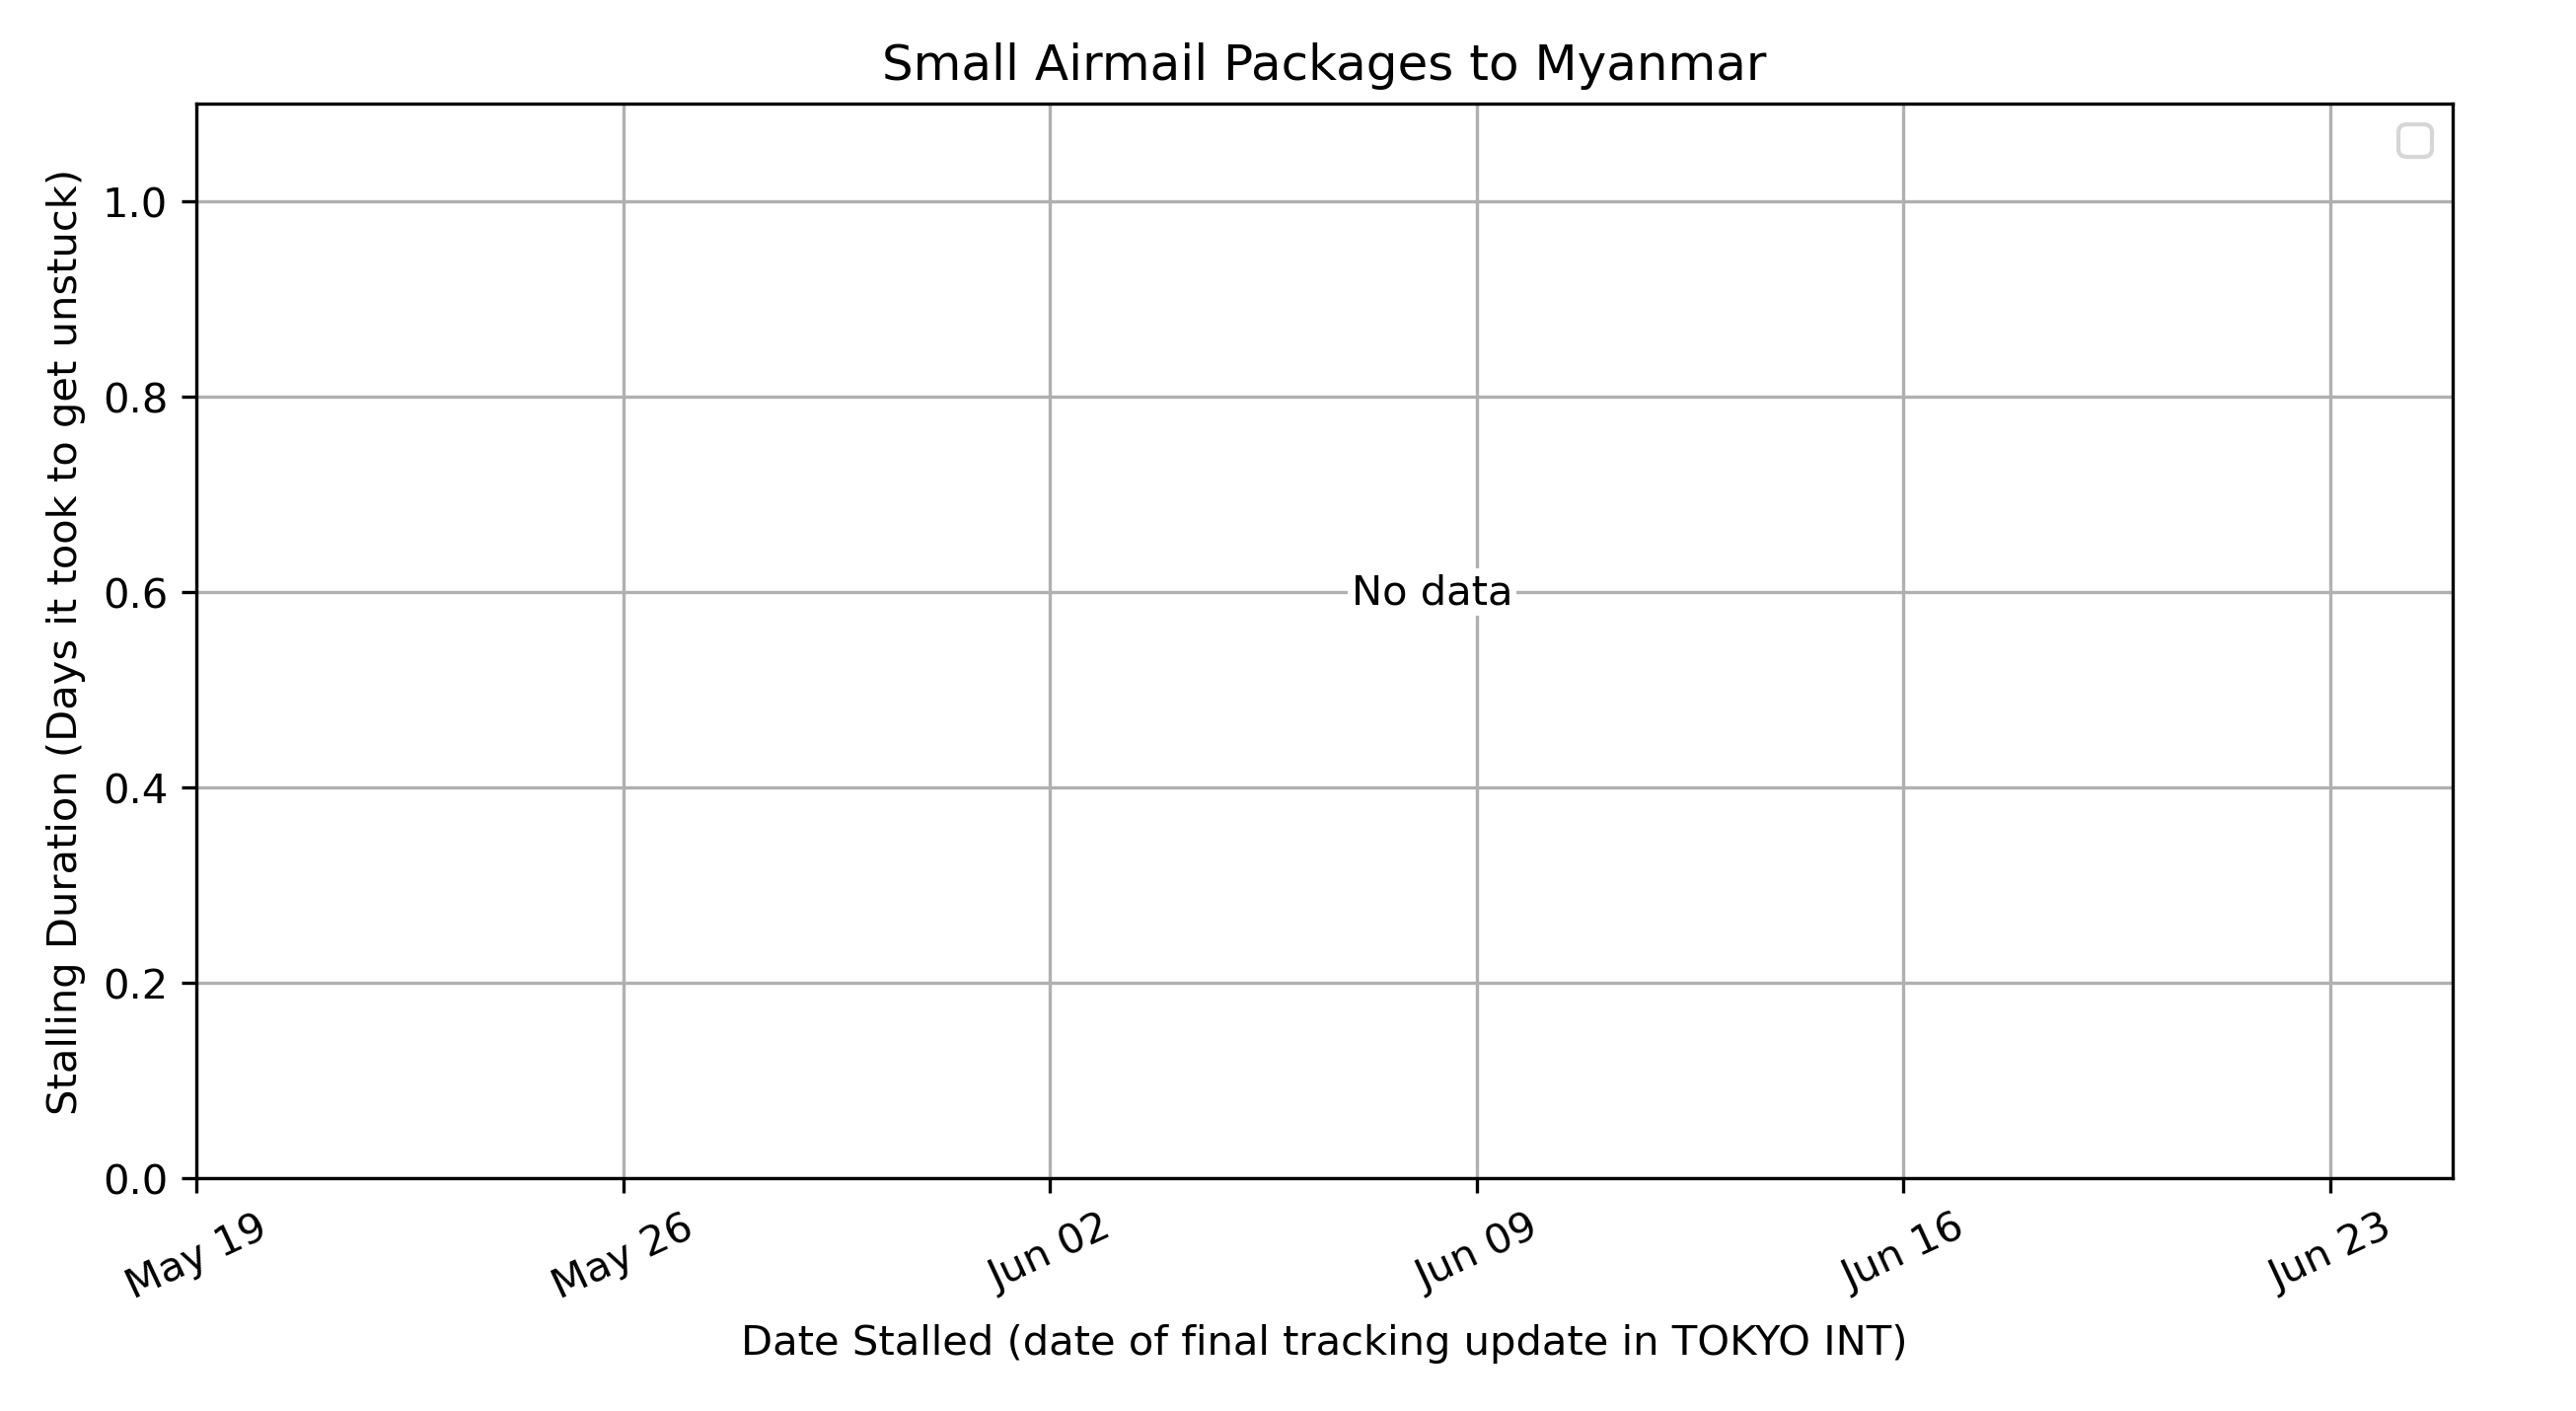 Small Airmail Packages to Myanmar
Stalling Duration (Days it took to get unstuck)
1.0
0.8
0.6
0.4
0.2
0.0
No data
May 19
May 26
Jun 02
Jun 09
Jun 16
Jun 23
Date Stalled (date of final tracking update in TOKYO INT)